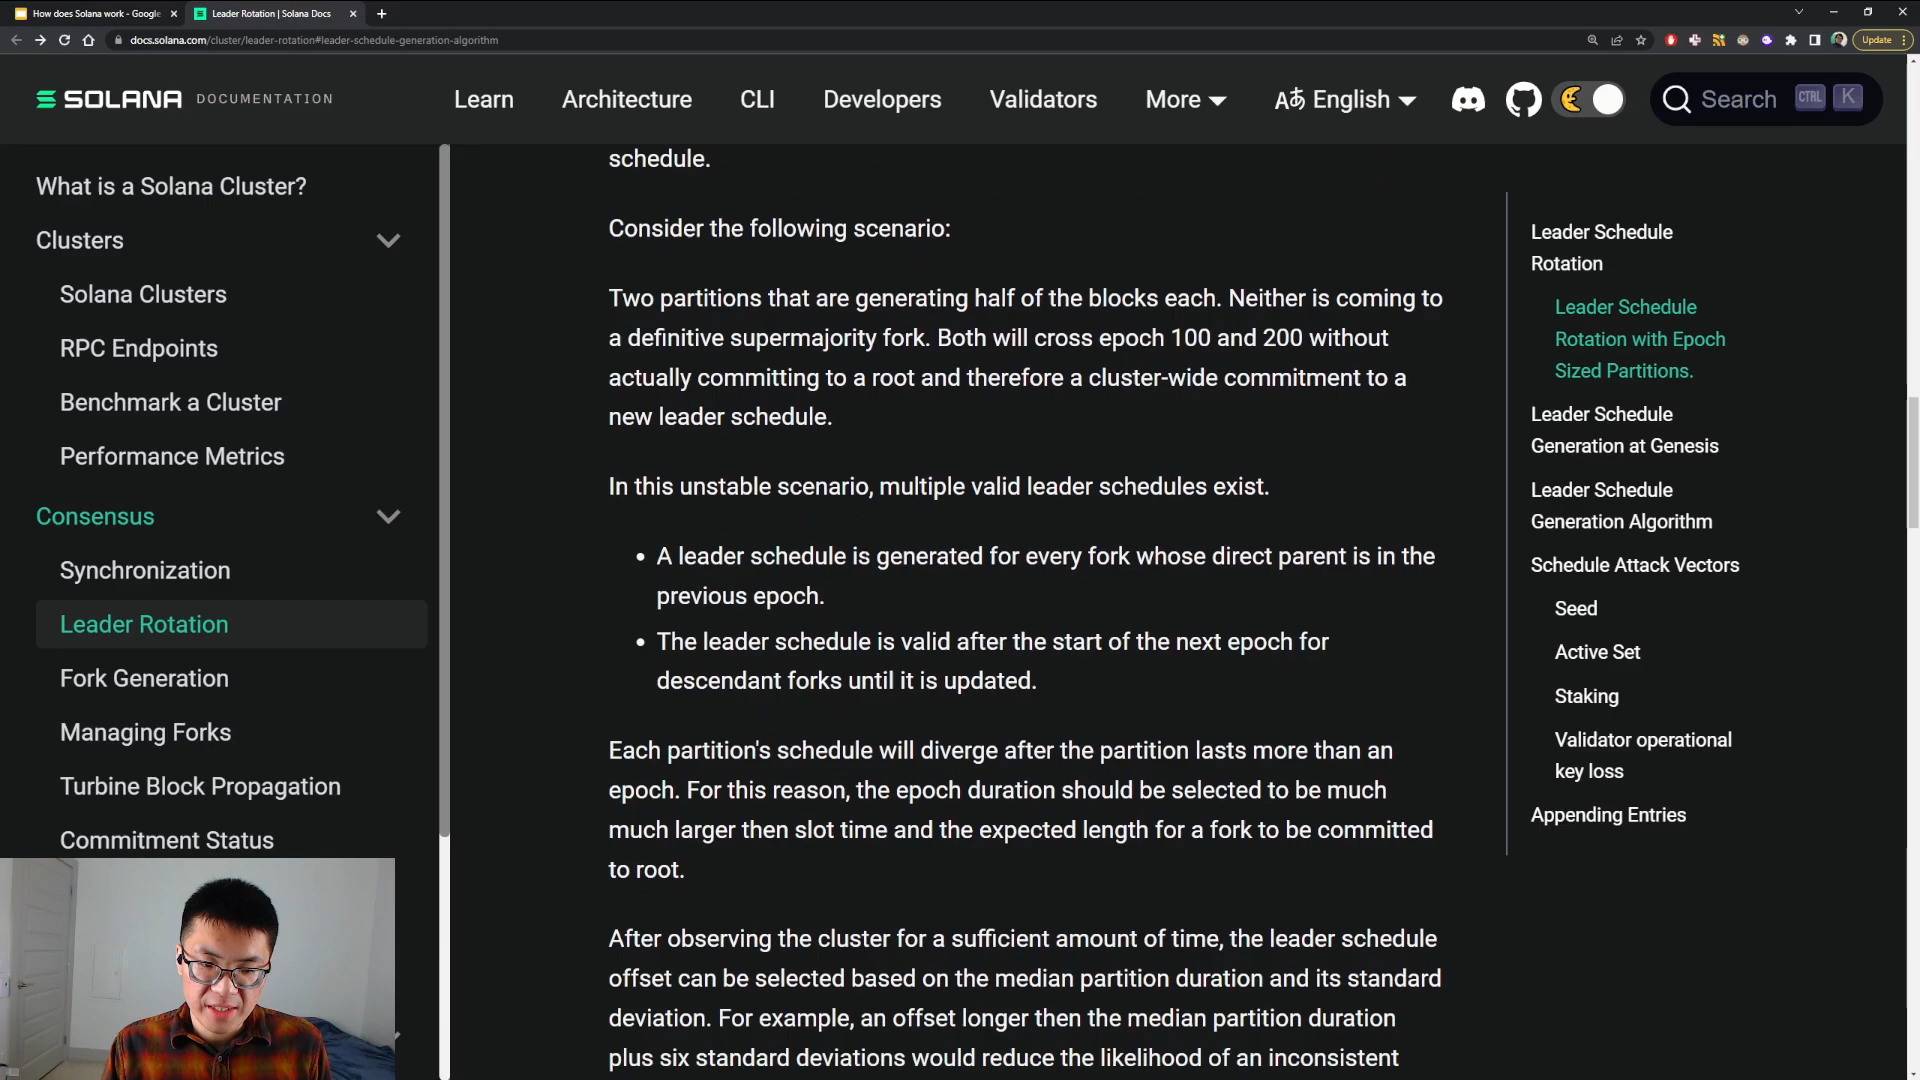 How does Solana work - Google
Leader Rotation | Solana Docs
docs.solana.com/cluster/leader-rotation#leader-schedule-generation-algorithm
Update
SOLANA DOCUMENTATION
Learn
Architecture
CLI
Developers
Validators
More
English
Search
CTRL K
What is a Solana Cluster?
Clusters
Solana Clusters
RPC Endpoints
Benchmark a Cluster
Performance Metrics
Consensus
Synchronization
Leader Rotation
Fork Generation
Managing Forks
Turbine Block Propagation
Commitment Status
schedule.
Consider the following scenario:
Two partitions that are generating half of the blocks each. Neither is coming to
a definitive supermajority fork. Both will cross epoch 100 and 200 without
actually committing to a root and therefore a cluster-wide commitment to a
new leader schedule.
In this unstable scenario, multiple valid leader schedules exist.
• A leader schedule is generated for every fork whose direct parent is in the
previous epoch.
• The leader schedule is valid after the start of the next epoch for
descendant forks until it is updated.
Each partition's schedule will diverge after the partition lasts more than an
epoch. For this reason, the epoch duration should be selected to be much
much larger then slot time and the expected length for a fork to be committed
to root.
After observing the cluster for a sufficient amount of time, the leader schedule
offset can be selected based on the median partition duration and its standard
deviation. For example, an offset longer then the median partition duration
plus six standard deviations would reduce the likelihood of an inconsistent
Leader Schedule
Rotation
Leader Schedule
Rotation with Epoch
Sized Partitions.
Leader Schedule
Generation at Genesis
Leader Schedule
Generation Algorithm
Schedule Attack Vectors
Seed
Active Set
Staking
Validator operational
key loss
Appending Entries